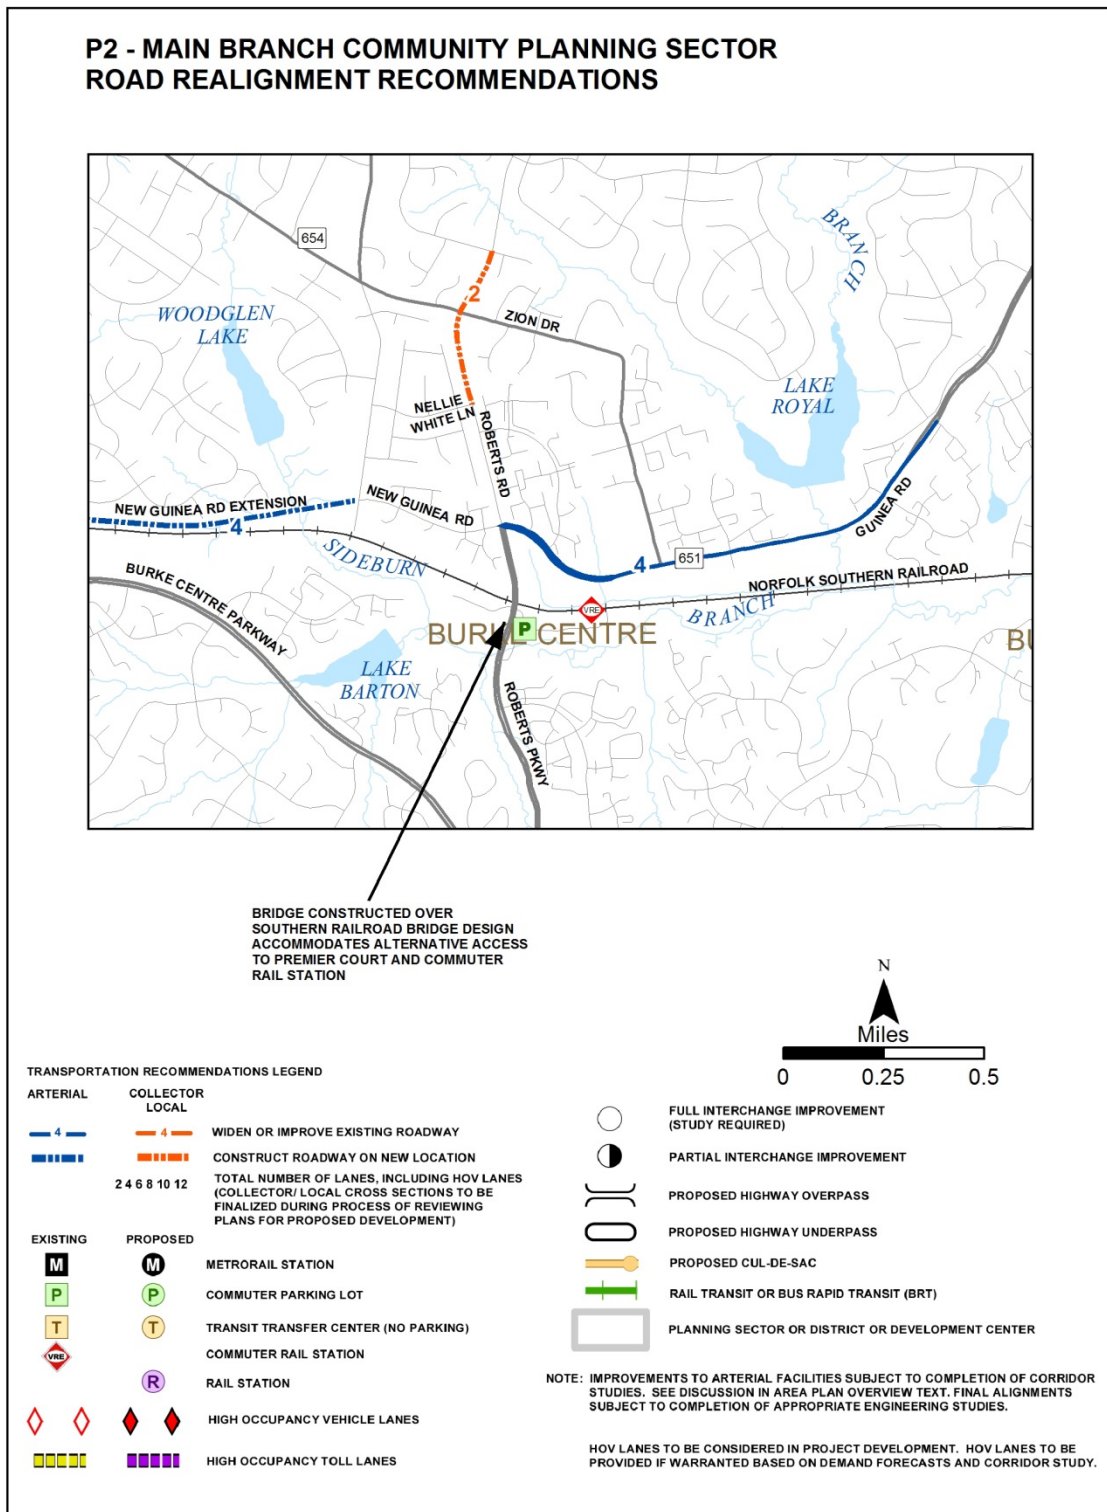 P2 - MAIN BRANCH COMMUNITY PLANNING SECTOR
ROAD REALIGNMENT RECOMMENDATIONS
654
BRANCH
WOODGLEN
LAKE
2
ZION DR
LAKE
ROYAL
NELLIE
WHITE LN
ROBERTS RD
NEW GUINEA RD EXTENSION
4
NEW GUINEA RD
GUINEA RD
SIDEBURN
4
651
NORFOLK SOUTHERN RAILROAD
BURKE CENTRE PARKWAY
VRE
BRANCH
P
BURKE CENTRE
BU
LAKE
BARTON
ROBERTS PKWY
BRIDGE CONSTRUCTED OVER
SOUTHERN RAILROAD BRIDGE DESIGN
ACCOMMODATES ALTERNATIVE ACCESS
TO PREMIER COURT AND COMMUTER
RAIL STATION
N
Miles
0 0.25 0.5
TRANSPORTATION RECOMMENDATIONS LEGEND
ARTERIAL COLLECTOR
LOCAL
4 4 WIDEN OR IMPROVE EXISTING ROADWAY
CONSTRUCT ROADWAY ON NEW LOCATION
2 4 6 8 10 12 TOTAL NUMBER OF LANES, INCLUDING HOV LANES
(COLLECTOR/ LOCAL CROSS SECTIONS TO BE
FINALIZED DURING PROCESS OF REVIEWING
PLANS FOR PROPOSED DEVELOPMENT)
EXISTING PROPOSED
M M METRORAIL STATION
P P COMMUTER PARKING LOT
T T TRANSIT TRANSFER CENTER (NO PARKING)
VRE COMMUTER RAIL STATION
R RAIL STATION
HIGH OCCUPANCY VEHICLE LANES
HIGH OCCUPANCY TOLL LANES
FULL INTERCHANGE IMPROVEMENT
(STUDY REQUIRED)
PARTIAL INTERCHANGE IMPROVEMENT
PROPOSED HIGHWAY OVERPASS
PROPOSED HIGHWAY UNDERPASS
PROPOSED CUL-DE-SAC
RAIL TRANSIT OR BUS RAPID TRANSIT (BRT)
PLANNING SECTOR OR DISTRICT OR DEVELOPMENT CENTER
NOTE: IMPROVEMENTS TO ARTERIAL FACILITIES SUBJECT TO COMPLETION OF CORRIDOR
STUDIES. SEE DISCUSSION IN AREA PLAN OVERVIEW TEXT. FINAL ALIGNMENTS
SUBJECT TO COMPLETION OF APPROPRIATE ENGINEERING STUDIES.
HOV LANES TO BE CONSIDERED IN PROJECT DEVELOPMENT. HOV LANES TO BE
PROVIDED IF WARRANTED BASED ON DEMAND FORECASTS AND CORRIDOR STUDY.